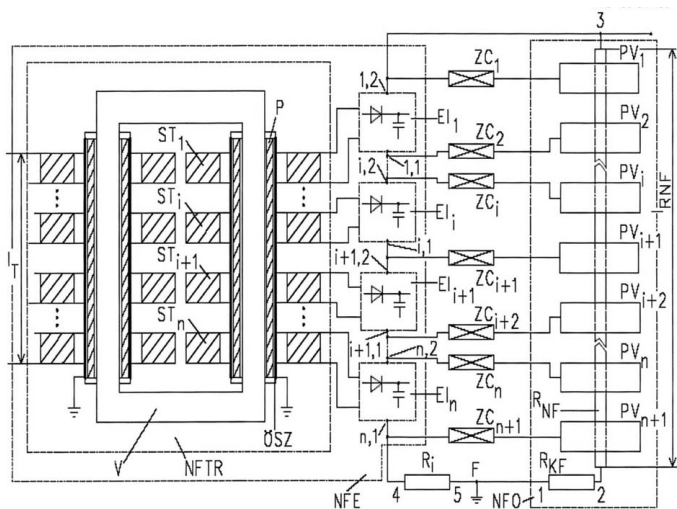 3
ZC1
PV1
1,2
P
EI1
ST1
ZC2
PV2
1,1
i,2
STi
ZCi
PVi
lRNF
EIi
lT
i,1
i+1,2
STi+1
ZCi+1
PVi+1
EIi+1
STn
ZCi+2
PVi+2
i+1,1
n,2
ZCn
PVn
EIn
RNF
ÖSZ
n,1
ZCn+1
PVn+1
V
NFTR
Ri
F
RKF
NFE
4
5
NFO
1
2